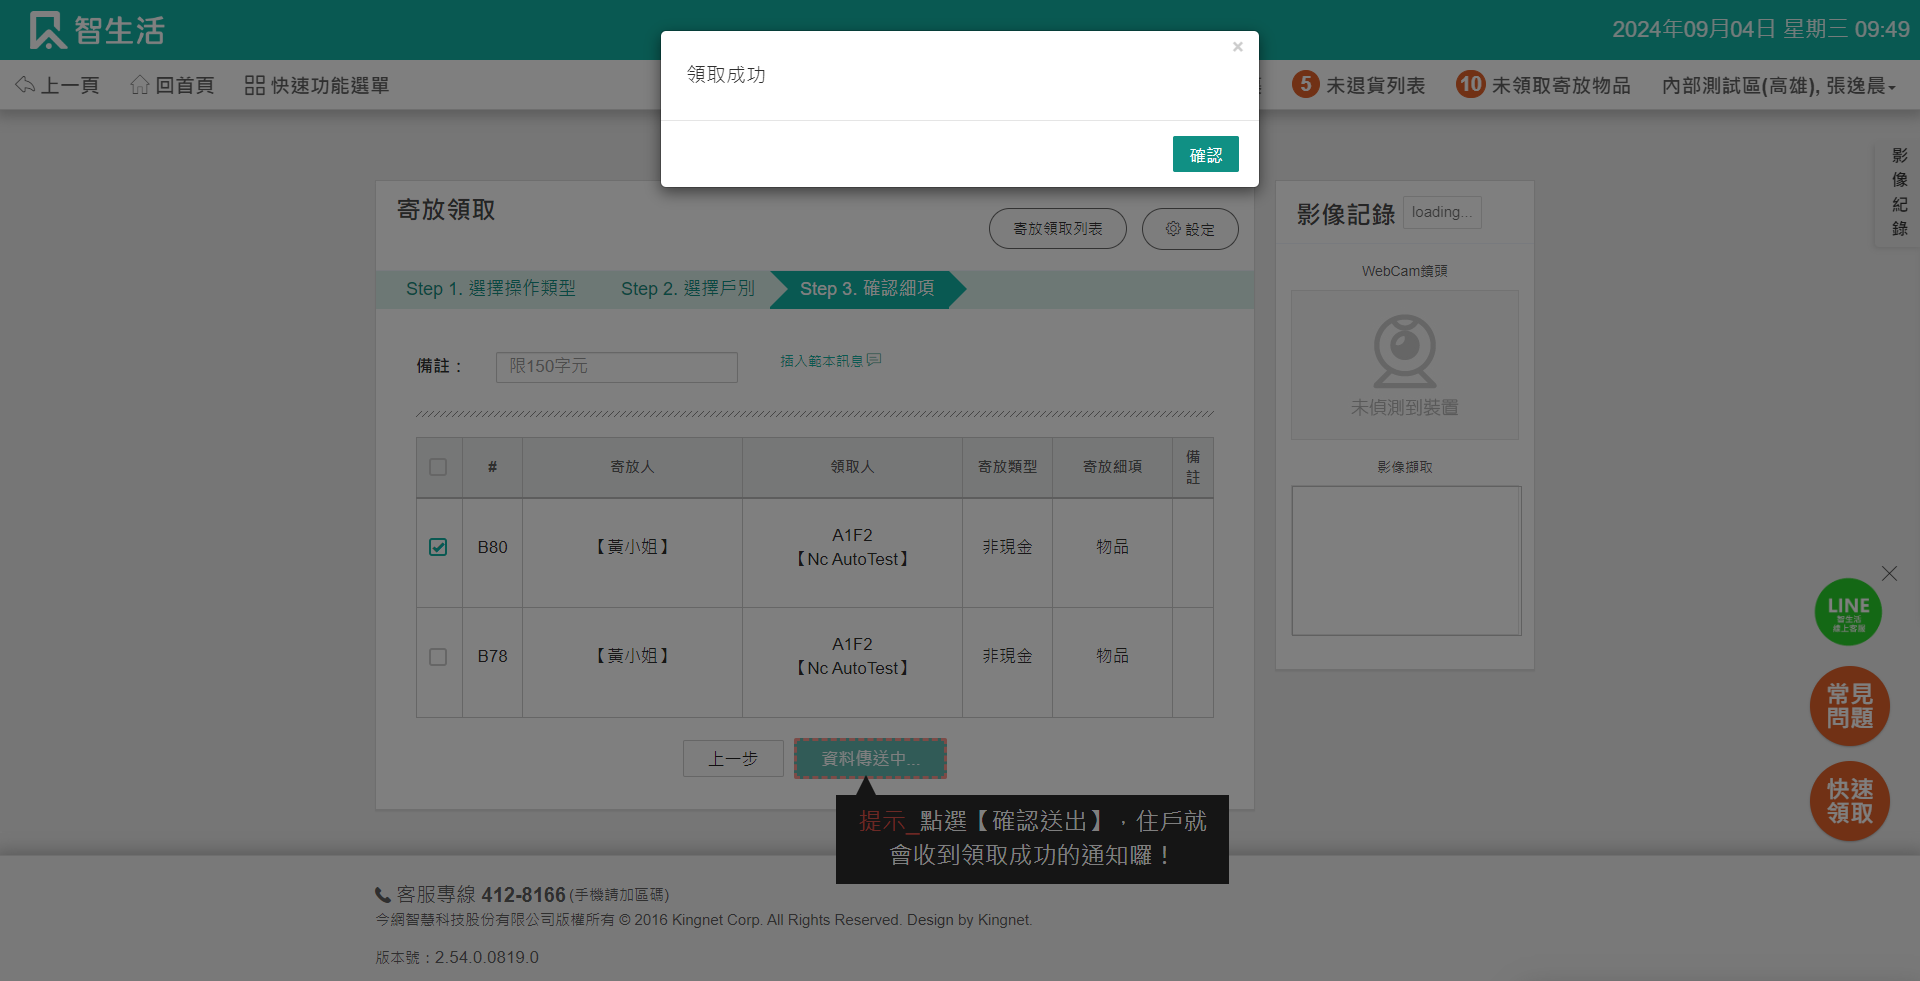 智生活
2024年09月04日 星期三 09:49
上一頁
回首頁
快速功能選單
5 未退貨列表
10 未領取寄放物品
內部測試區(高雄), 張逸晨
×
領取成功
確認
寄放領取
寄放領取列表
設定
Step 1. 選擇操作類型
Step 2. 選擇戶別
Step 3. 確認細項
備註：
限150字元
插入範本訊息
# 寄放人 領取人 寄放類型 寄放細項 備註
B80 【黃小姐】 A1F2 【Nc AutoTest】 非現金 物品
B78 【黃小姐】 A1F2 【Nc AutoTest】 非現金 物品
上一步
資料傳送中...
提示_點選【確認送出】，住戶就
會收到領取成功的通知囉！
影像記錄
loading...
WebCam鏡頭
未偵測到裝置
影像擷取
影像紀錄
LINE
智生活
線上客服
常見
問題
快速
領取
客服專線 412-8166 (手機請加區碼)
今網智慧科技股份有限公司版權所有 © 2016 Kingnet Corp. All Rights Reserved. Design by Kingnet.
版本號：2.54.0.0819.0